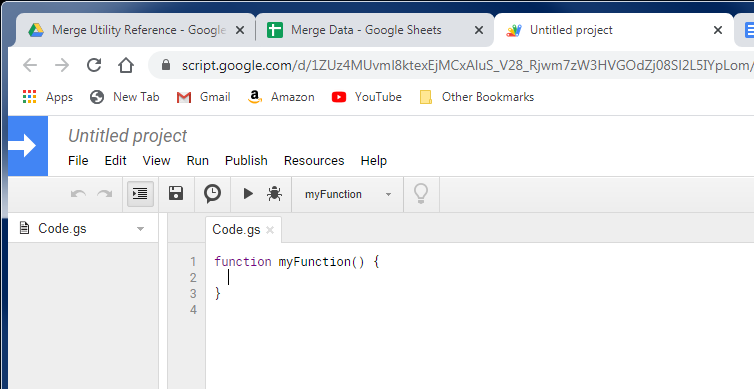 Merge Utility Reference - Google
Merge Data - Google Sheets
Untitled project
script.google.com/d/1ZUz4MUvmI8ktexEjMCxAluS_V28_Rjwm7zW3HVGOdZj08SI2L5IYpLom/
Apps New Tab Gmail Amazon YouTube Other Bookmarks
Untitled project
File Edit View Run Publish Resources Help
myFunction
Code.gs
Code.gs
1 function myFunction() {
2
3 }
4